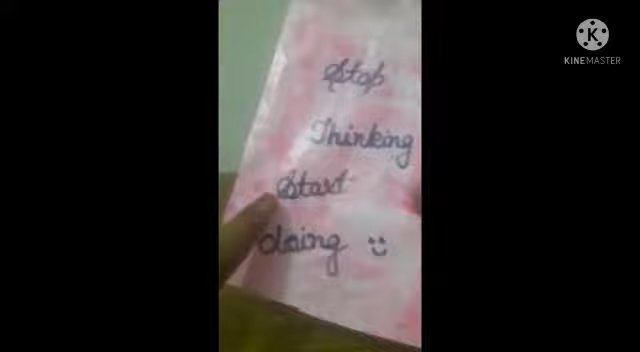 Stop
Thinking
Start
doing :)
K
KINEMASTER